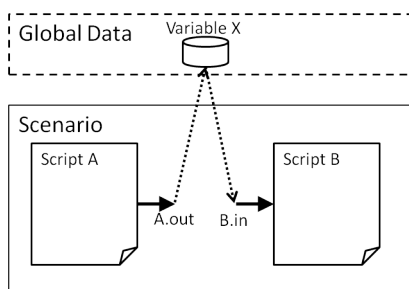 Global Data
Variable X
Scenario
Script A
Script B
A.out
B.in